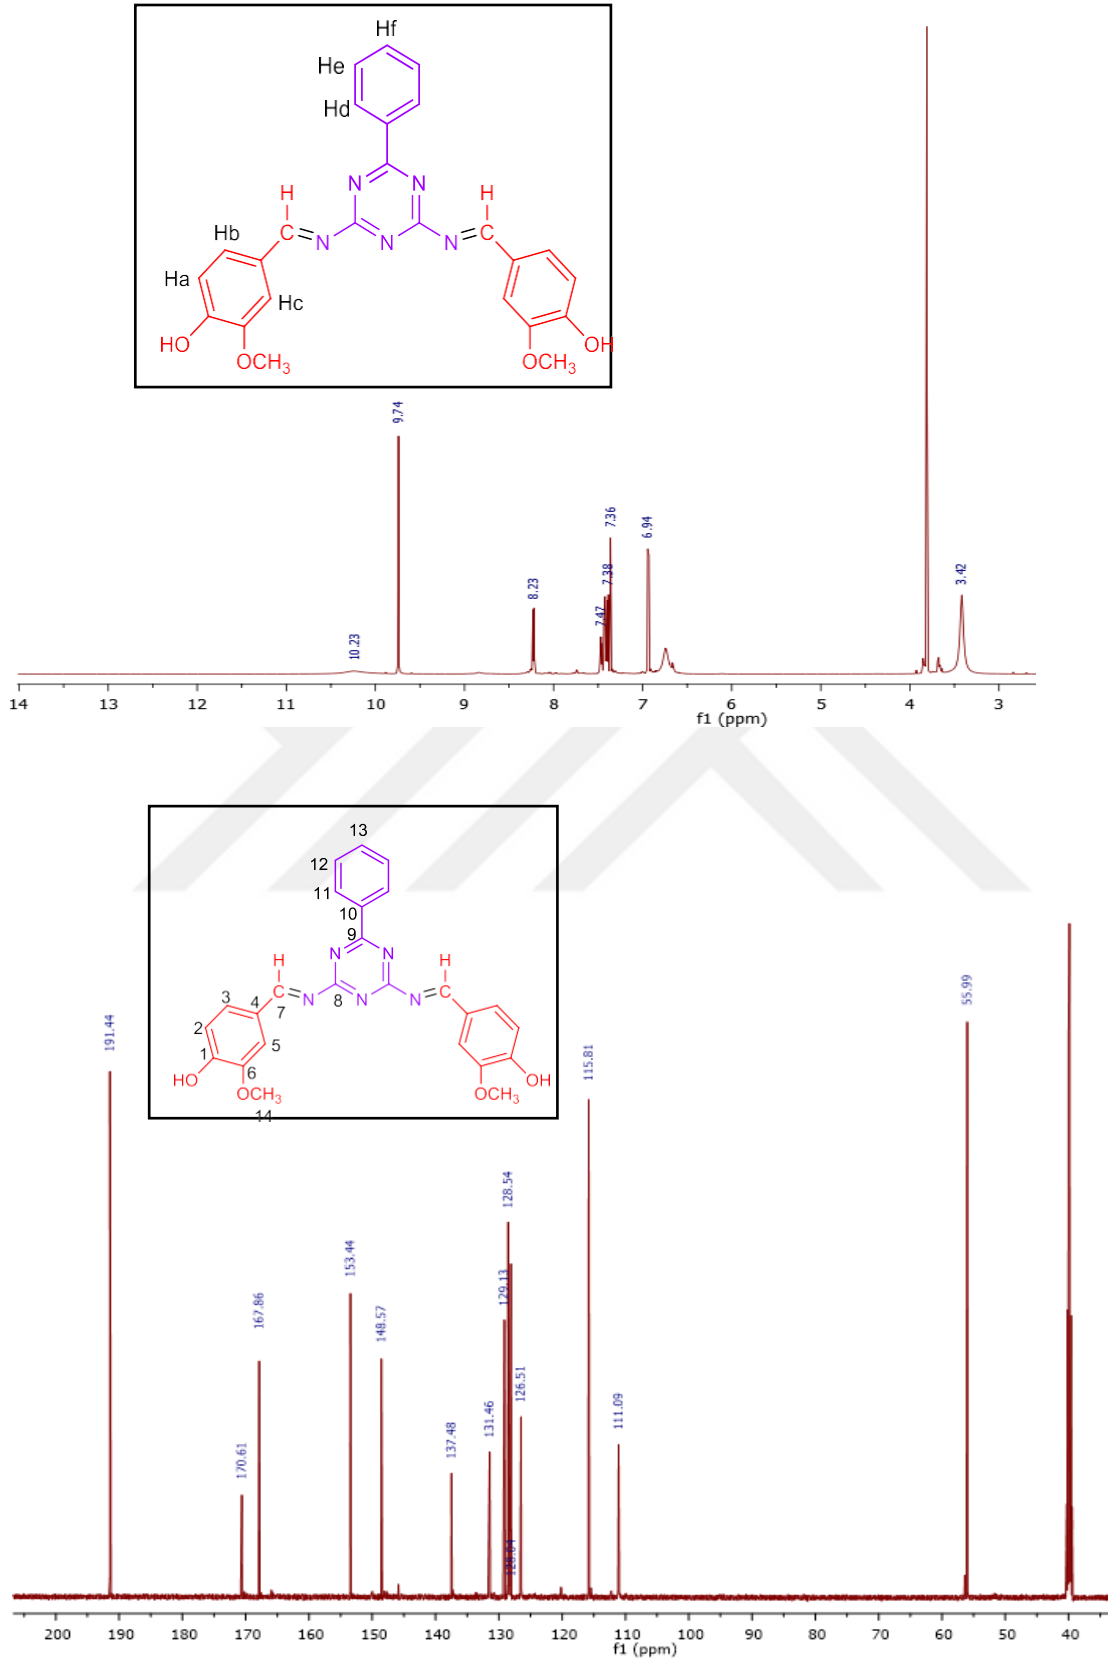 Hf
He
Hd
N N
H H
Hb C N N N C
Ha
Hc
HO OCH3 OCH3 OH
9.74
10.23
8.23
7.47
7.38
7.36
6.94
3.42
14 13 12 11 10 9 8 7 6 5 4 3
f1 (ppm)
13
12
11
10
9
N N
H H
3 4 C N N N C
7 8
2
5
1
6
HO OCH3 OCH3 OH
14
191.44
170.61
167.86
153.44
148.57
137.48
131.46
129.13
128.54
128.04
126.51
115.81
111.09
55.99
200 190 180 170 160 150 140 130 120 110 100 90 80 70 60 50 40
f1 (ppm)